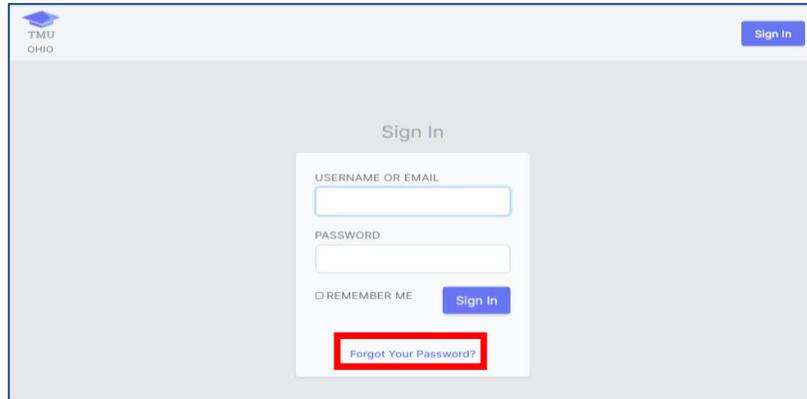 TMU
OHIO
Sign In
Sign In
USERNAME OR EMAIL
PASSWORD
REMEMBER ME
Sign In
Forgot Your Password?